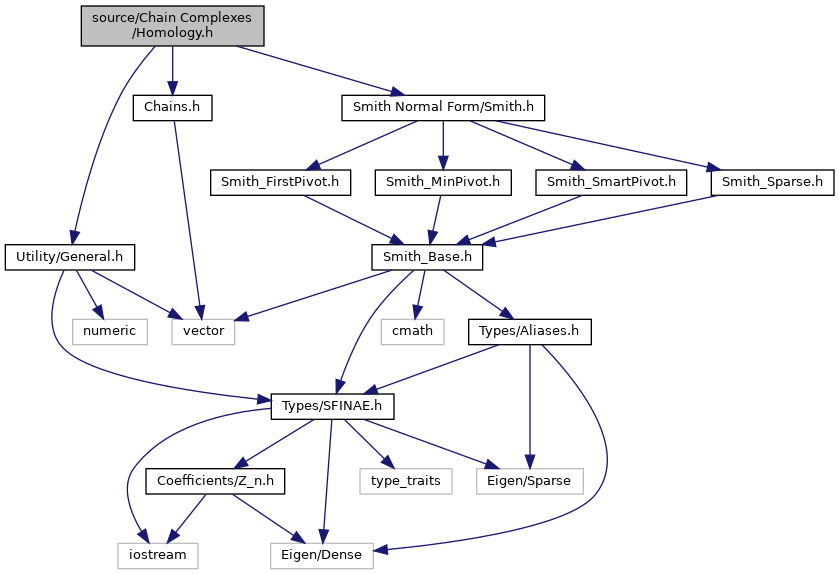 source/Chain Complexes
/Homology.h
Chains.h
Smith Normal Form/Smith.h
Smith_FirstPivot.h
Smith_MinPivot.h
Smith_SmartPivot.h
Smith_Sparse.h
Utility/General.h
Smith_Base.h
numeric
vector
cmath
Types/Aliases.h
Types/SFINAE.h
Coefficients/Z_n.h
type_traits
Eigen/Sparse
iostream
Eigen/Dense